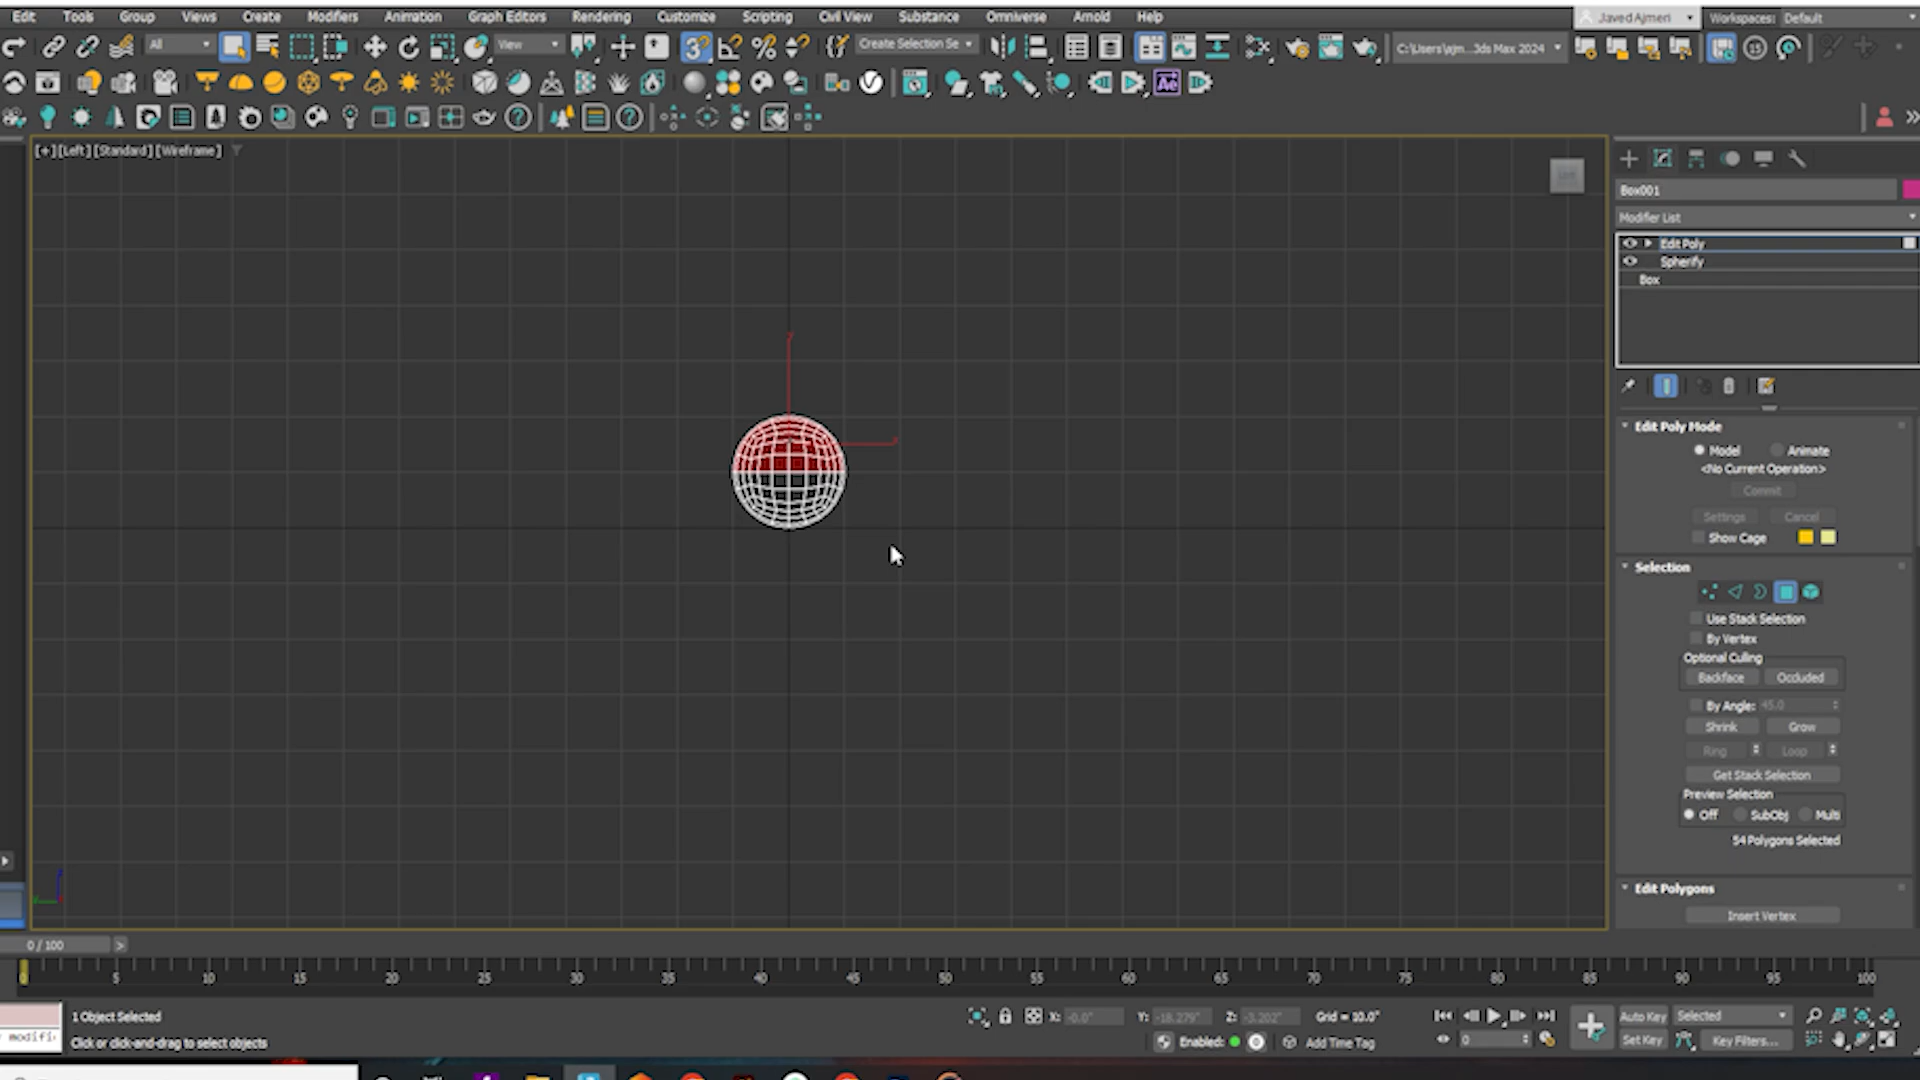 Edit Tools Group Views Create Modifiers Animation Graph Editors Rendering Customize Scripting Civil View Substance Omniverse Arnold Help Javed Ajmeri Workspaces: Default
All View Create Selection Se C:\Users\ajm...3ds Max 2024
[+][Left][Standard][Wireframe]
Box001
Modifier List
Edit Poly
Spherify
Box
Edit Poly Mode
Model Animate
<No Current Operation>
Commit
Settings Cancel
Show Cage
Selection
Use Stack Selection
By Vertex
Optional Culling
Backface Occluded
By Angle: 45.0
Shrink Grow
Ring Loop
Get Stack Selection
Preview Selection
Off SubObj Multi
54 Polygons Selected
Edit Polygons
Insert Vertex
0 / 100 >
0 5 10 15 20 25 30 35 40 45 50 55 60 65 70 75 80 85 90 95 100
1 Object Selected X: -0.0" Y: -18.279" Z: -3.202" Grid = 10.0" Auto Key Selected
modifi
Click or click-and-drag to select objects Enabled: Add Time Tag 0 Set Key Key Filters...